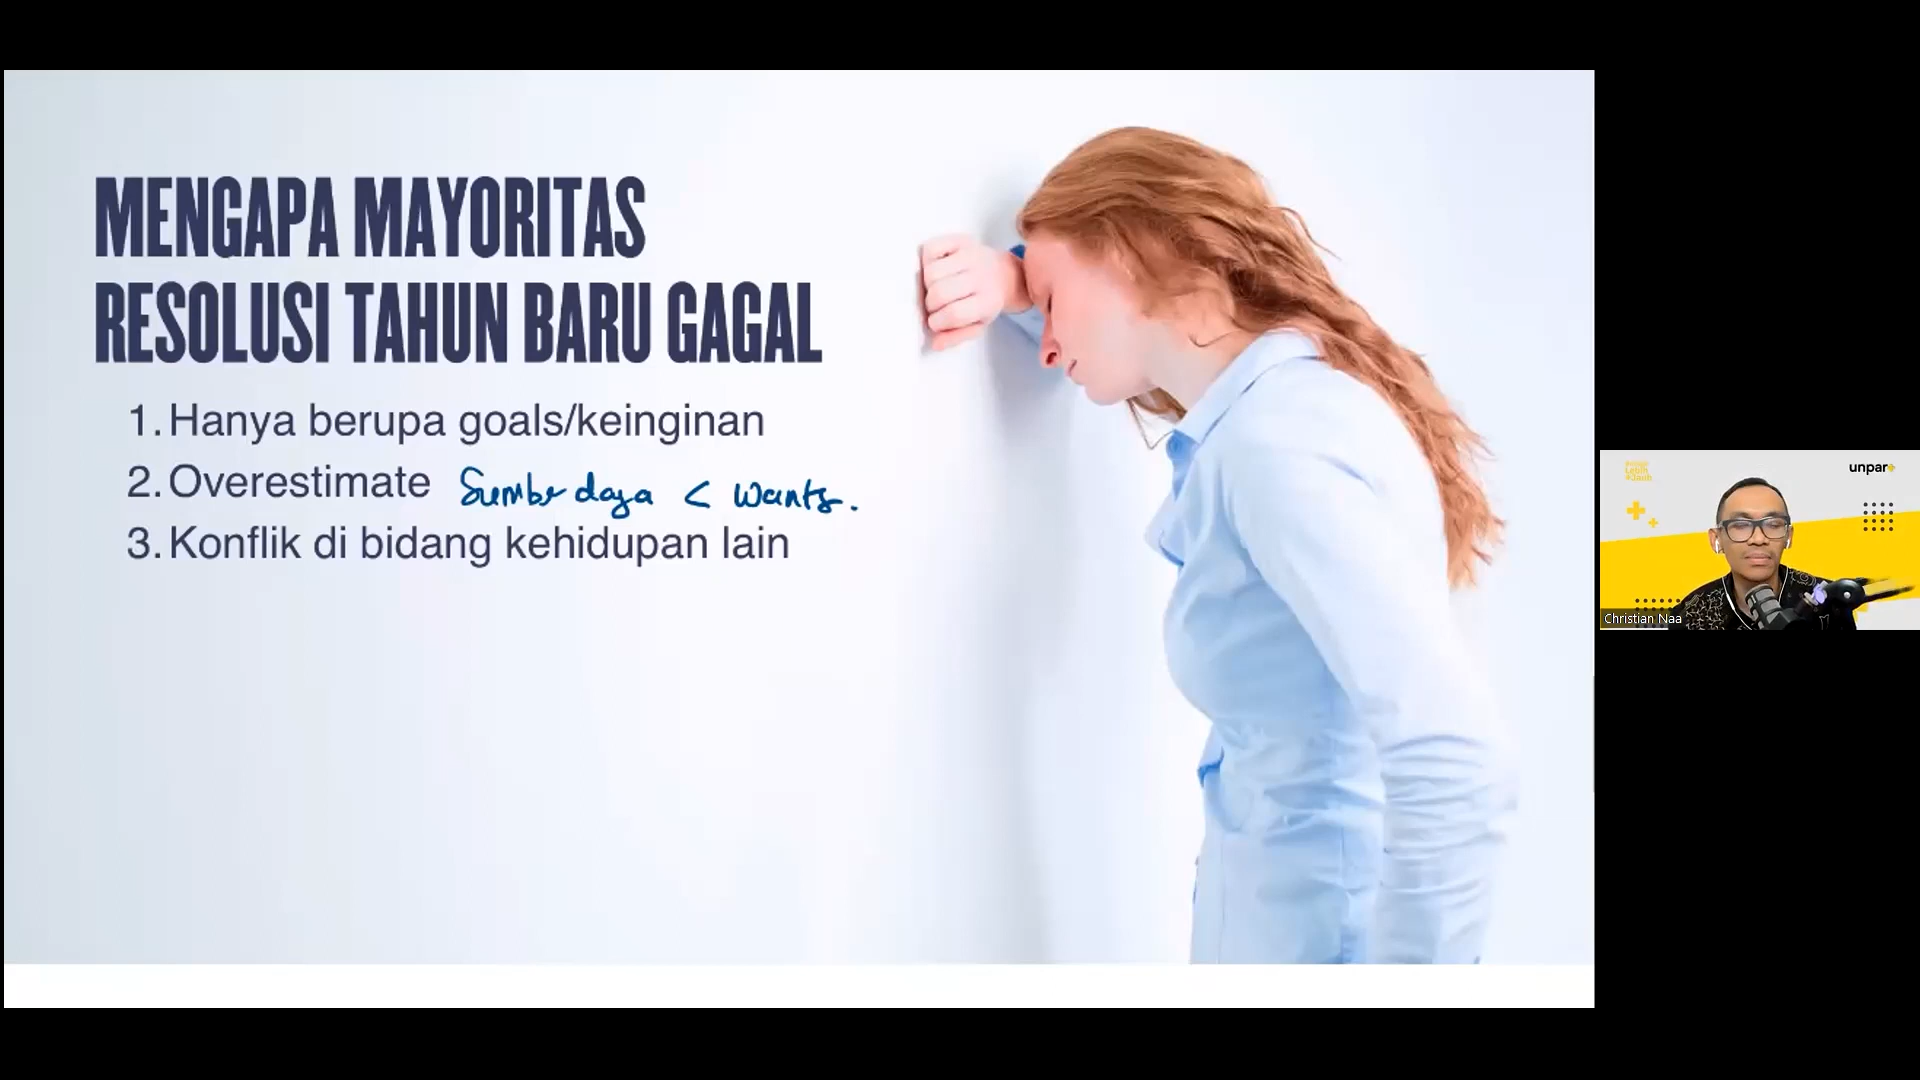 MENGAPA MAYORITAS
RESOLUSI TAHUN BARU GAGAL
1. Hanya berupa goals/keinginan
2. Overestimate Sumber daya < wants.
3. Konflik di bidang kehidupan lain
unpar+
Christian Naa